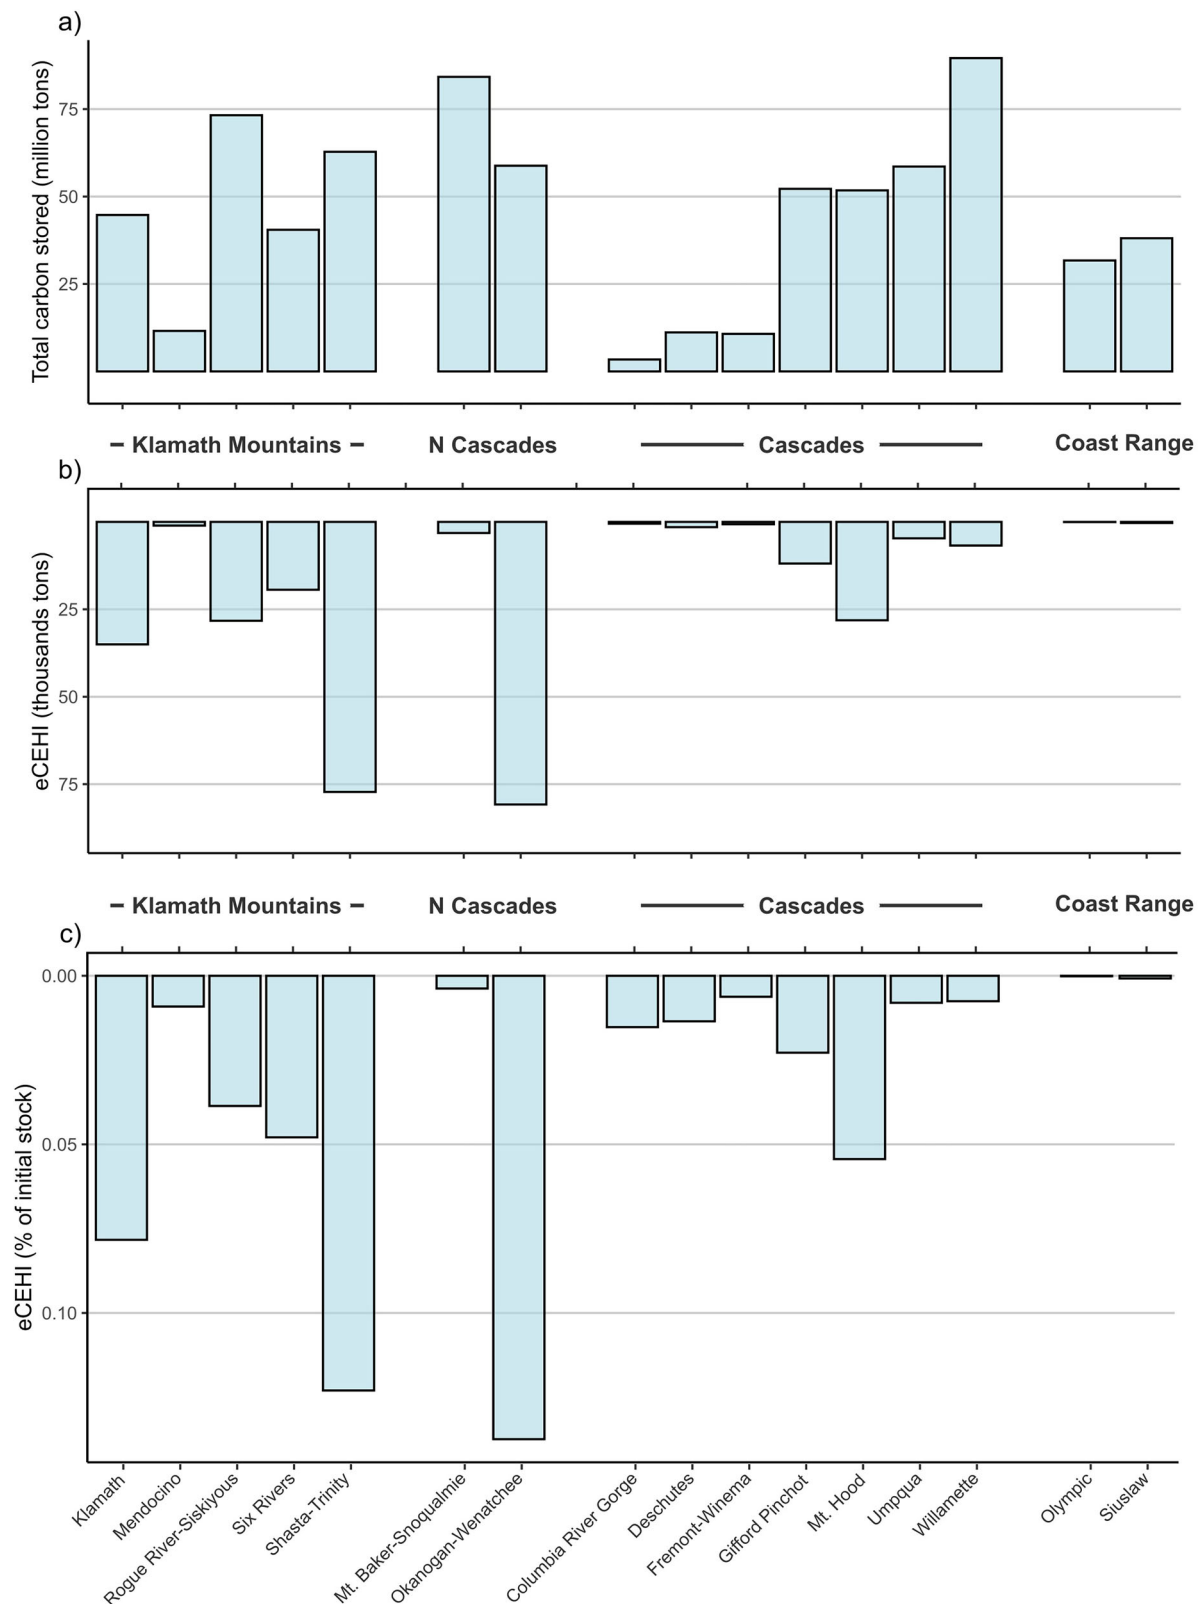 a)
Total carbon stored (million tons)
75
50
25
Klamath Mountains
N Cascades
Cascades
Coast Range
b)
eCEHI (thousands tons)
25
50
75
Klamath Mountains
N Cascades
Cascades
Coast Range
c)
eCEHI (% of initial stock)
0.00
0.05
0.10
Klamath
Mendocino
Rogue River-Siskiyous
Six Rivers
Shasta-Trinity
Mt. Baker-Snoqualmie
Okanogan-Wenatchee
Columbia River Gorge
Deschutes
Fremont-Winema
Gifford Pinchot
Mt. Hood
Umpqua
Willamette
Olympic
Siuslaw